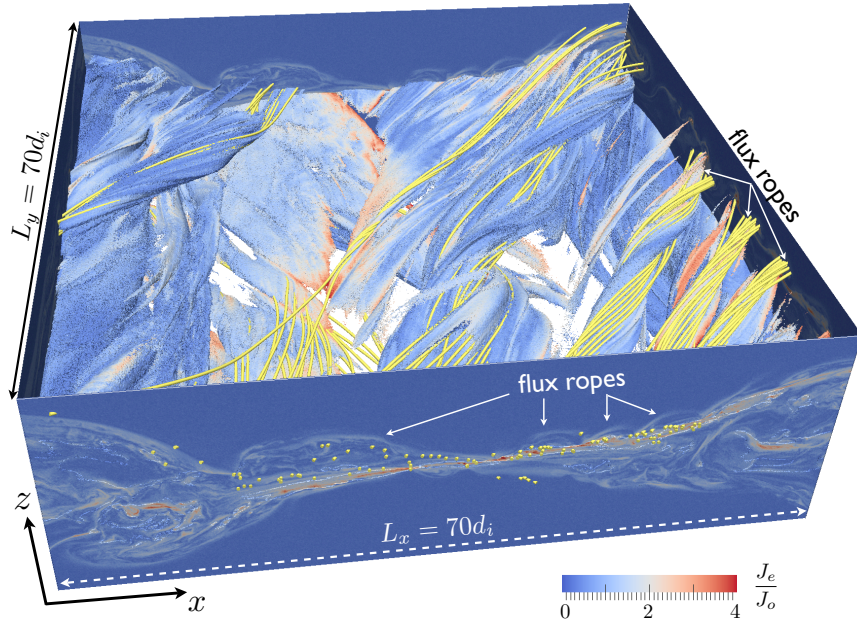 L_y = 70d_i
flux ropes
flux ropes
L_x = 70d_i
z
x
0 2 4
J_e
J_o